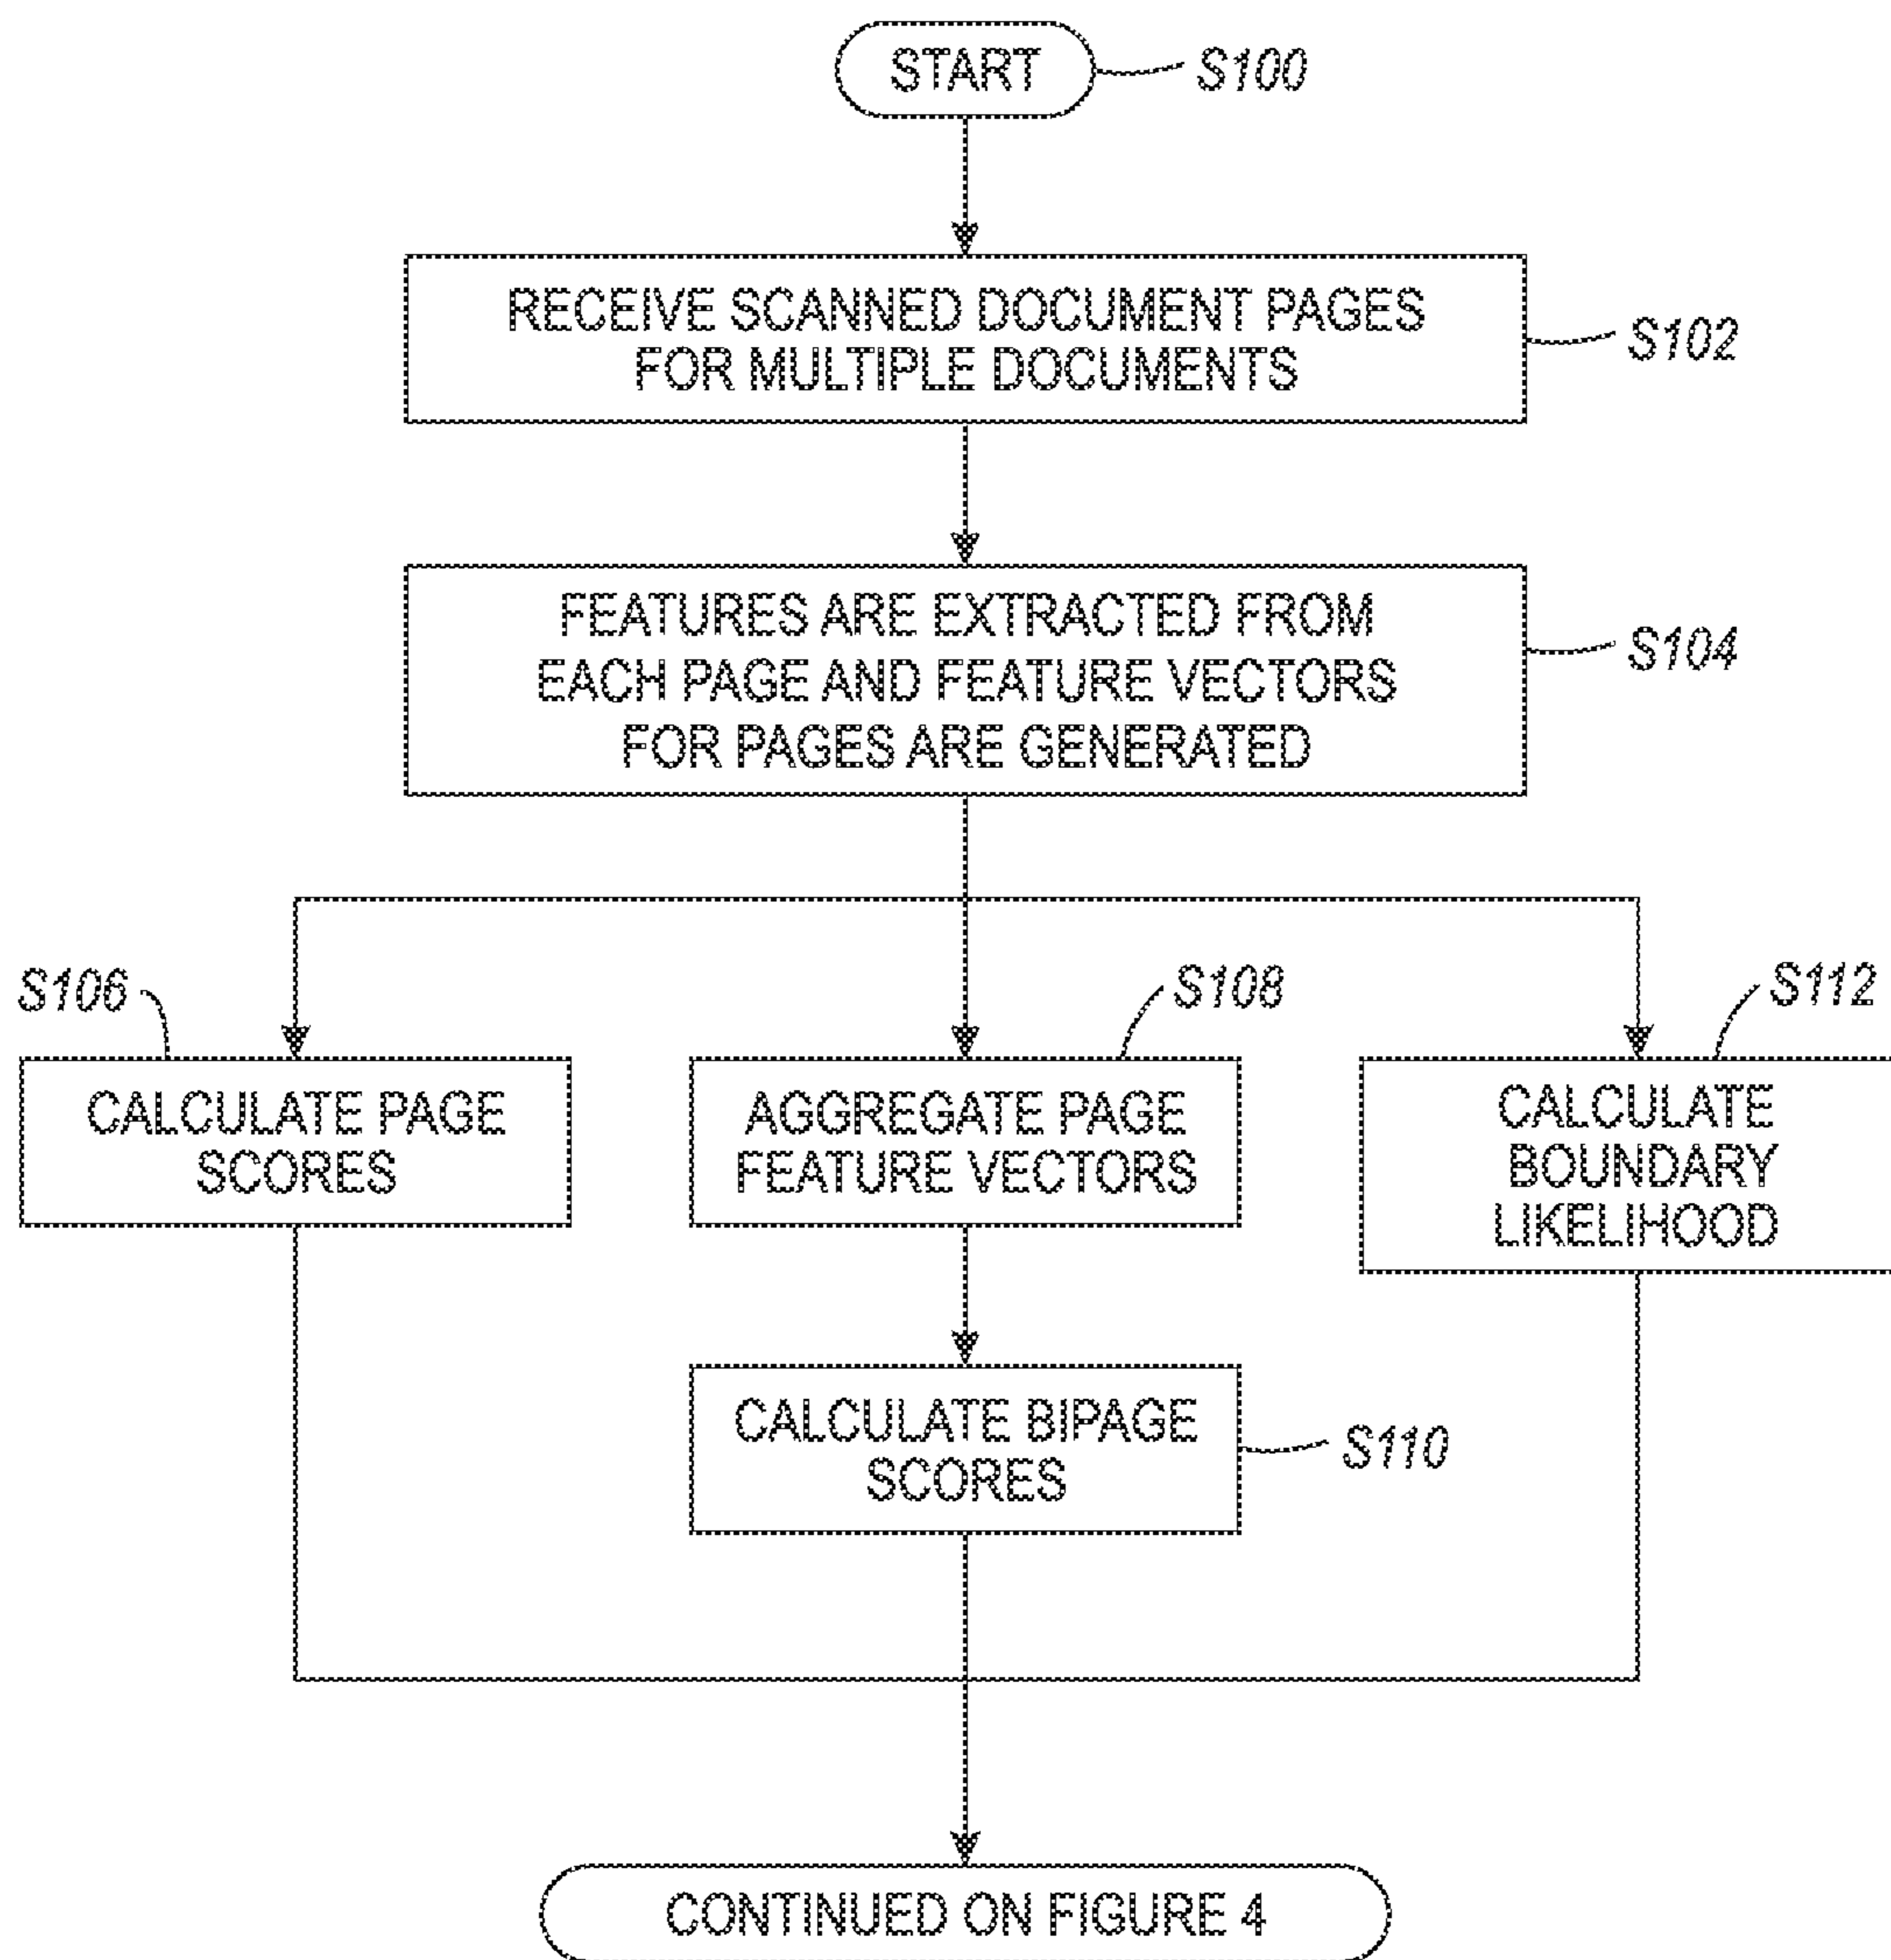 START
S100
RECEIVE SCANNED DOCUMENT PAGES
FOR MULTIPLE DOCUMENTS
S102
FEATURES ARE EXTRACTED FROM
EACH PAGE AND FEATURE VECTORS
FOR PAGES ARE GENERATED
S104
S106
CALCULATE PAGE
SCORES
S108
AGGREGATE PAGE
FEATURE VECTORS
S112
CALCULATE
BOUNDARY
LIKELIHOOD
CALCULATE BIPAGE
SCORES
S110
CONTINUED ON FIGURE 4